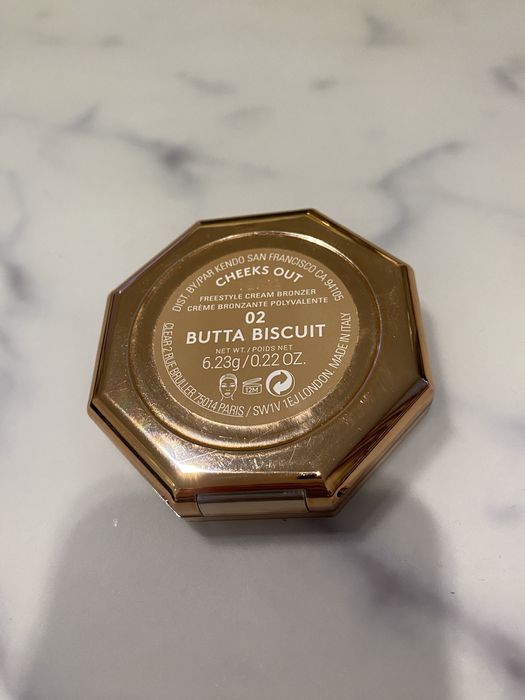 DIST. BY/PAR KENDO SAN FRANCISCO CA 94105
CHEEKS OUT
FREESTYLE CREAM BRONZER
CRÈME BRONZANTE POLYVALENTE
02
BUTTA BISCUIT
NET WT. / POIDS NET
6.23g/0.22 OZ.
12M
CLEAR 2, RUE BRULLER 75014 PARIS / SW1V 1EJ LONDON. MADE IN ITALY